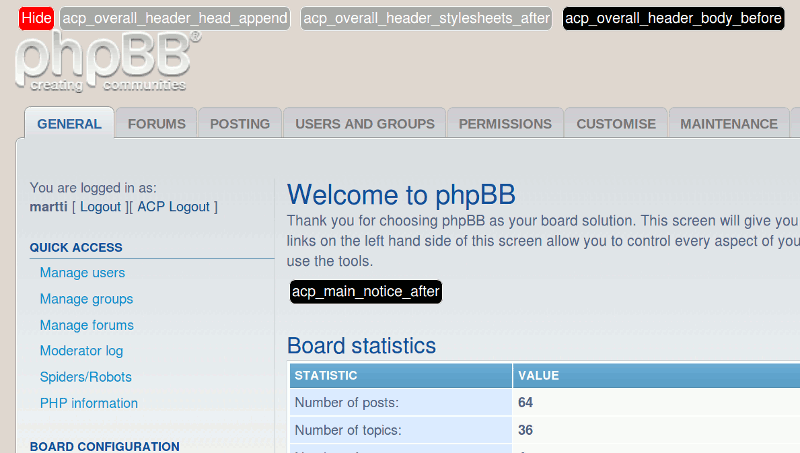 Hide acp_overall_header_head_append acp_overall_header_stylesheets_after acp_overall_header_body_before
phpBB®
creating communities
GENERAL FORUMS POSTING USERS AND GROUPS PERMISSIONS CUSTOMISE MAINTENANCE
You are logged in as:
martti [ Logout ][ ACP Logout ]
QUICK ACCESS
Manage users
Manage groups
Manage forums
Moderator log
Spiders/Robots
PHP information
BOARD CONFIGURATION
Welcome to phpBB
Thank you for choosing phpBB as your board solution. This screen will give you
links on the left hand side of this screen allow you to control every aspect of you
use the tools.
acp_main_notice_after
Board statistics
STATISTIC VALUE
Number of posts: 64
Number of topics: 36